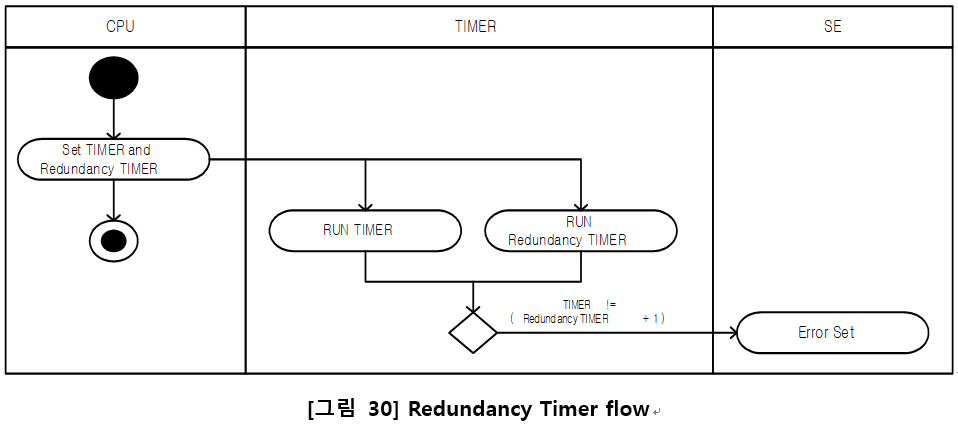 CPU
TIMER
SE
Set TIMER and
Redundancy TIMER
RUN TIMER
RUN
Redundancy TIMER
TIMER !=
( Redundancy TIMER + 1 )
Error Set
[그림 30] Redundancy Timer flow